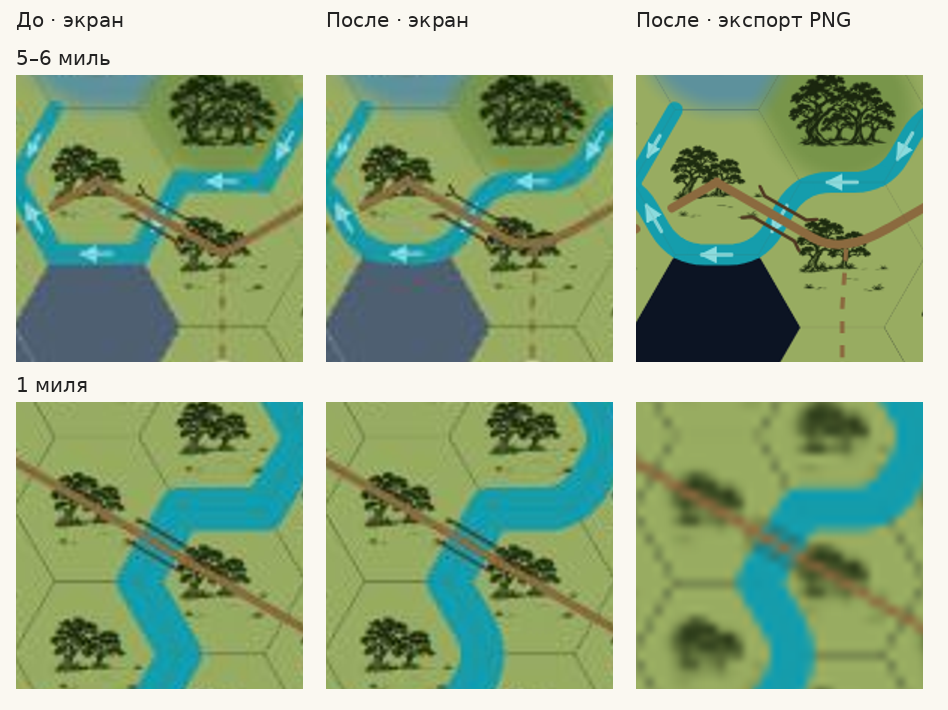 До · экран
После · экран
После · экспорт PNG
5–6 миль
1 миля